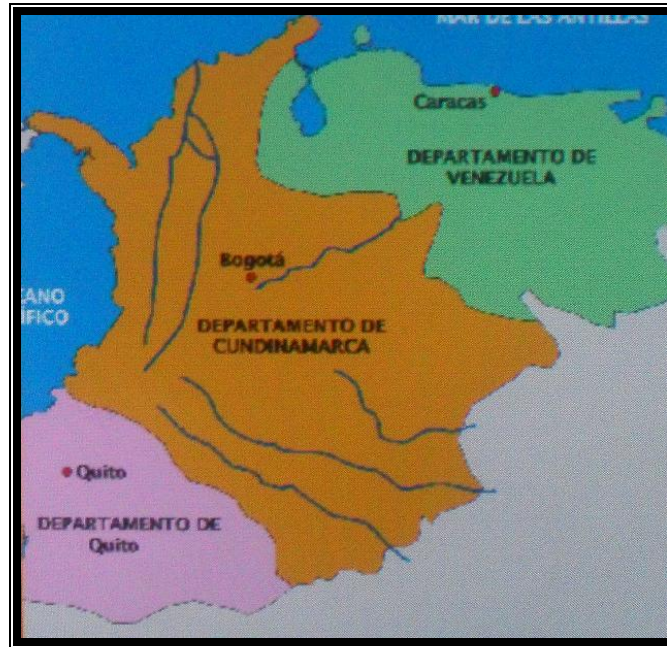 MAR DE LAS ANTILLAS
Caracas
DEPARTAMENTO DE
VENEZUELA
Bogotá
DEPARTAMENTO DE
CUNDINAMARCA
Quito
DEPARTAMENTO DE
Quito